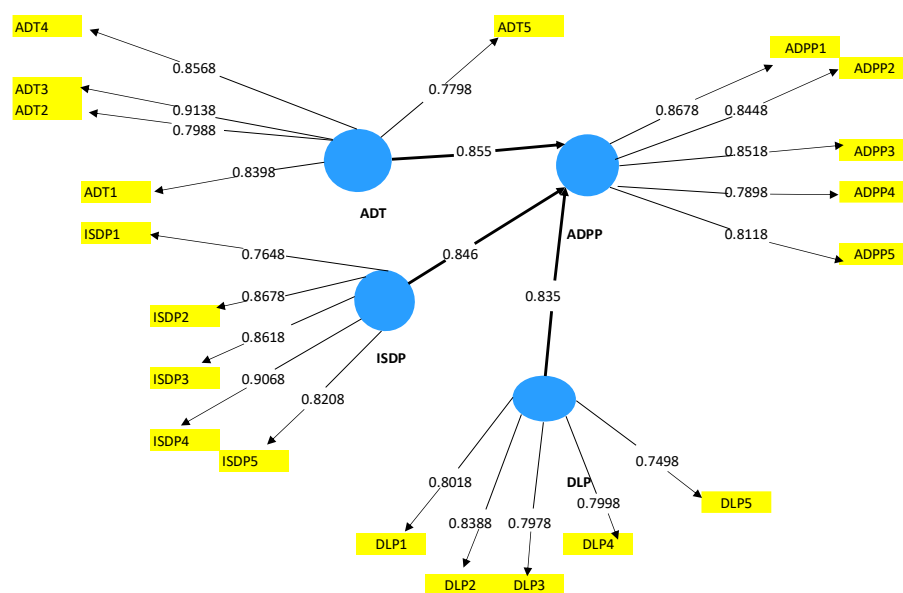 ADT4
ADT5
ADPP1
ADPP2
0.8568
0.7798
ADT3
ADT2
0.9138
0.7988
0.8678
0.8448
0.855
0.8518
ADPP3
0.8398
ADT1
0.7898
ADPP4
ADT
ADPP
0.8118
ISDP1
0.7648
0.846
ADPP5
0.8678
0.835
ISDP2
0.8618
ISDP
ISDP3
0.9068
0.8208
ISDP4
ISDP5
0.7498
0.8018
DLP
0.8388
0.7978
0.7998
DLP5
DLP1
DLP4
DLP2
DLP3